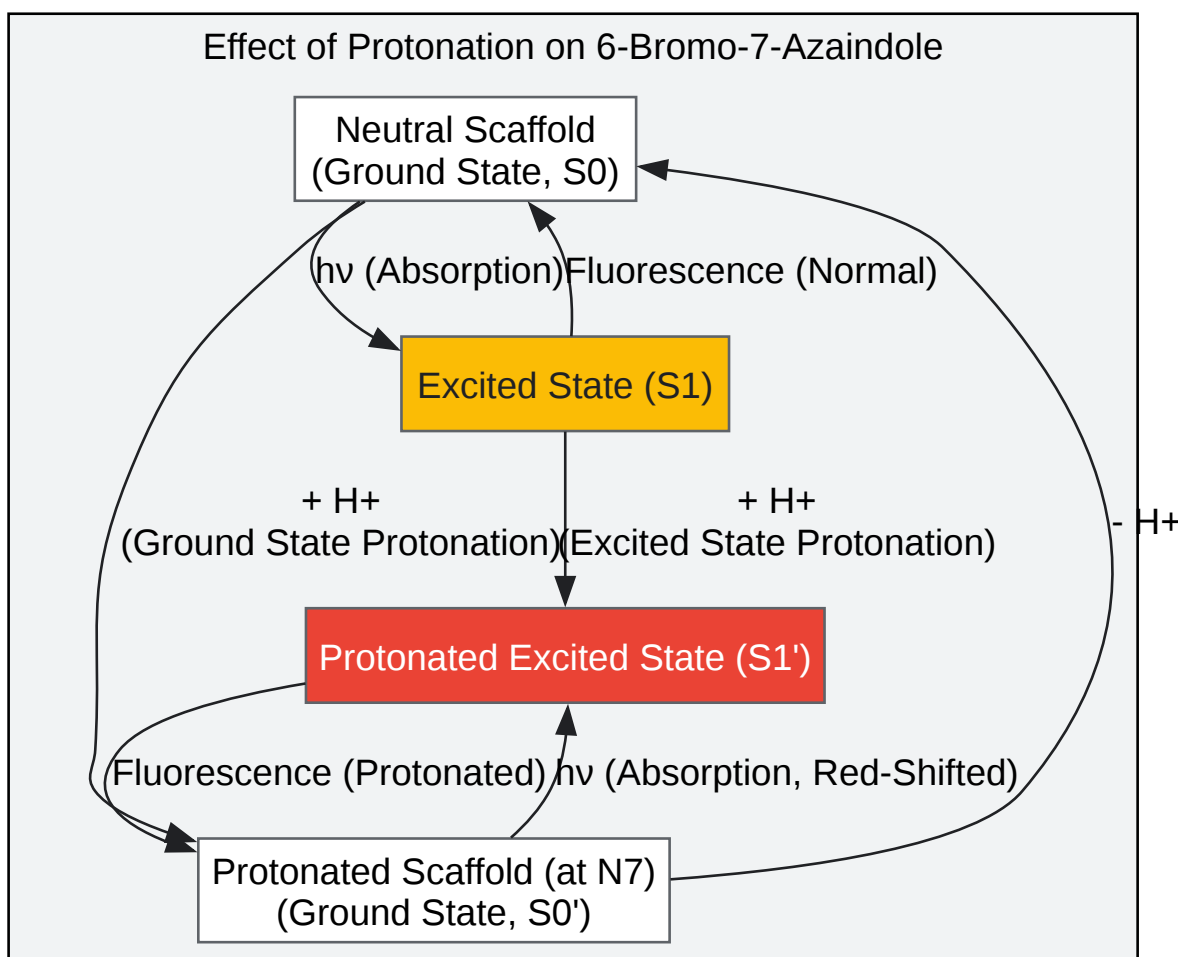 Effect of Protonation on 6-Bromo-7-Azaindole
Neutral Scaffold
(Ground State, S0)
hν (Absorption)
Fluorescence (Normal)
Excited State (S1)
+ H+
(Ground State Protonation)
+ H+
(Excited State Protonation)
- H+
Protonated Excited State (S1')
Fluorescence (Protonated)
hν (Absorption, Red-Shifted)
Protonated Scaffold (at N7)
(Ground State, S0')